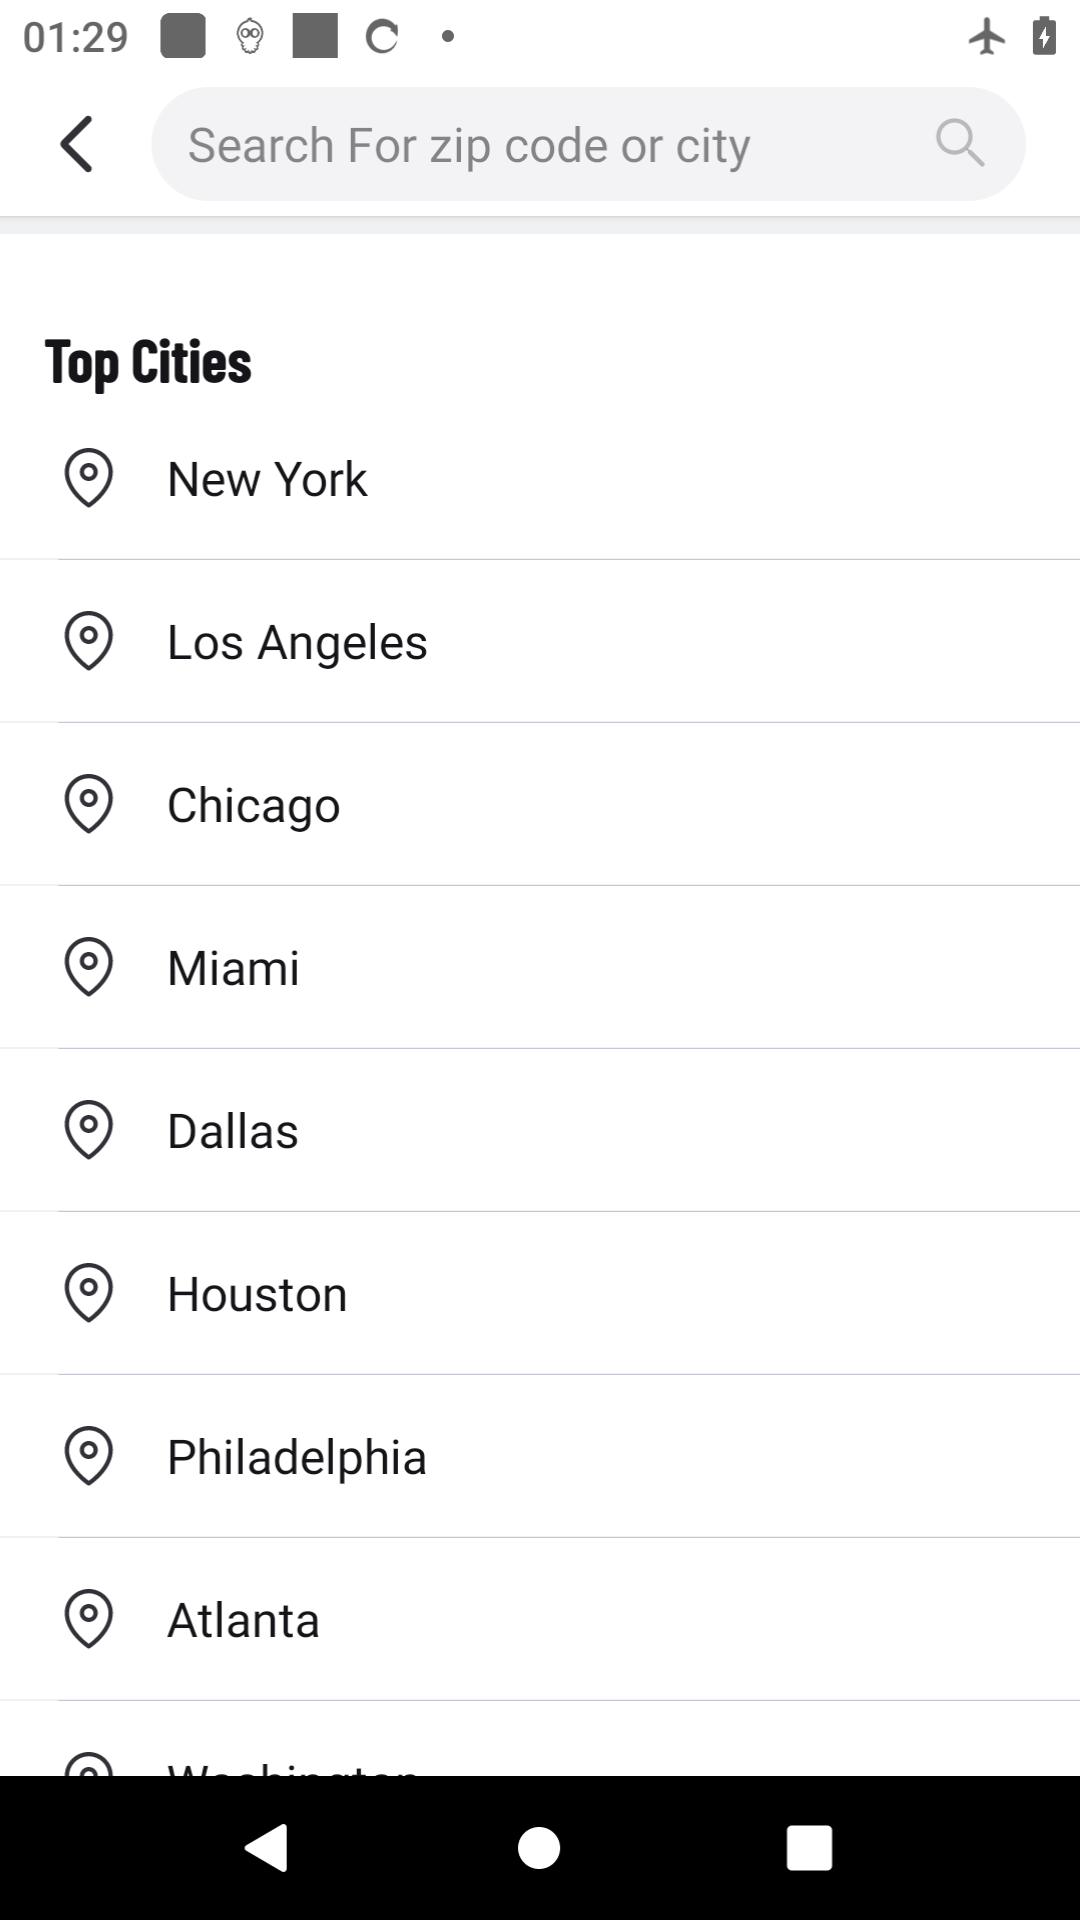 01:29
Search For zip code or city
Top Cities
New York
Los Angeles
Chicago
Miami
Dallas
Houston
Philadelphia
Atlanta
Washington